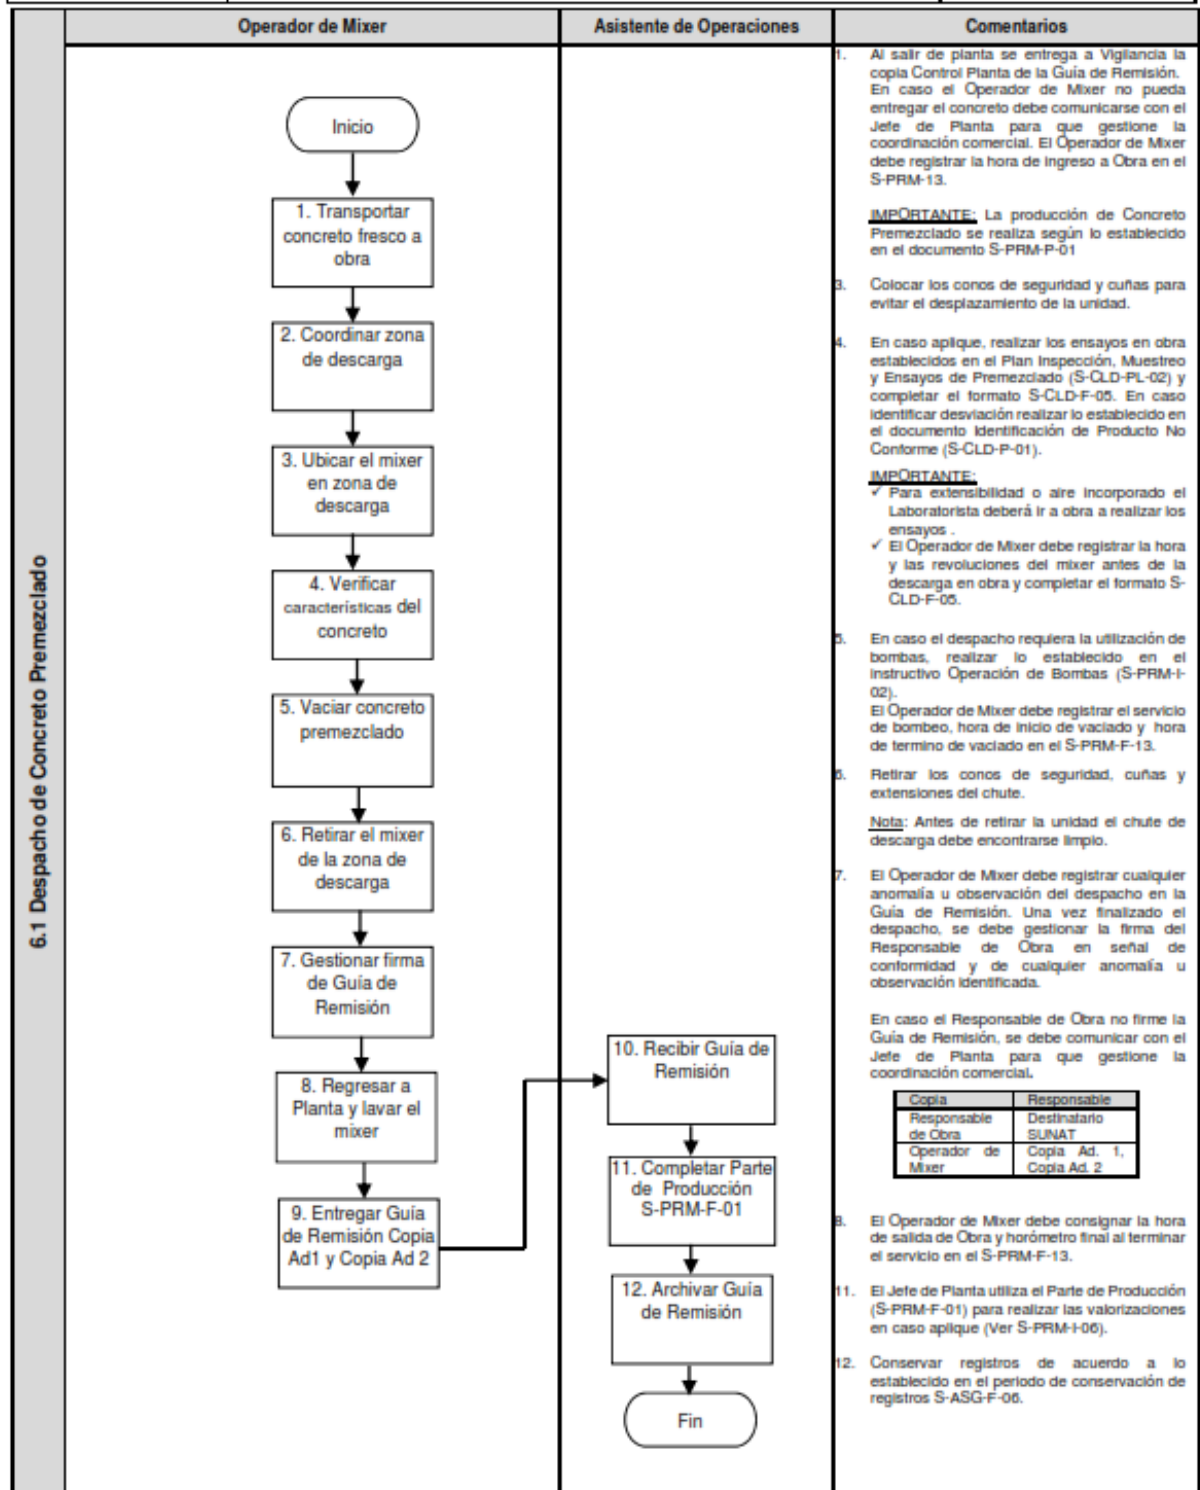 Operador de Mixer
Asistente de Operaciones
Comentarios
6.1 Despacho de Concreto Premezclado
Inicio
1. Transportar
concreto fresco a
obra
2. Coordinar zona
de descarga
3. Ubicar el mixer
en zona de
descarga
4. Verificar
características del
concreto
5. Vaciar concreto
premezclado
6. Retirar el mixer
de la zona de
descarga
7. Gestionar firma
de Guía de
Remisión
8. Regresar a
Planta y lavar el
mixer
9. Entregar Guía
de Remisión Copia
Ad1 y Copia Ad 2
10. Recibir Guía de
Remisión
11. Completar Parte
de Producción
S-PRM-F-01
12. Archivar Guía
de Remisión
Fin
1. Al salir de planta se entrega a Vigilancia la
copia Control Planta de la Guía de Remisión.
En caso el Operador de Mixer no pueda
entregar el concreto debe comunicarse con el
Jefe de Planta para que gestione la
coordinación comercial. El Operador de Mixer
debe registrar la hora de ingreso a Obra en el
S-PRM-13.
IMPORTANTE: La producción de Concreto
Premezclado se realiza según lo establecido
en el documento S-PRM-P-01
3. Colocar los conos de seguridad y cuñas para
evitar el desplazamiento de la unidad.
4. En caso aplique, realizar los ensayos en obra
establecidos en el Plan Inspección, Muestreo
y Ensayos de Premezclado (S-CLD-PL-02) y
completar el formato S-CLD-F-05. En caso
identificar desviación realizar lo establecido en
el documento Identificación de Producto No
Conforme (S-CLD-P-01).
IMPORTANTE:
✓ Para extensibilidad o aire incorporado el
Laboratorista deberá ir a obra a realizar los
ensayos .
✓ El Operador de Mixer debe registrar la hora
y las revoluciones del mixer antes de la
descarga en obra y completar el formato S-
CLD-F-05.
5. En caso el despacho requiera la utilización de
bombas, realizar lo establecido en el
instructivo Operación de Bombas (S-PRM-I-
02).
El Operador de Mixer debe registrar el servicio
de bombeo, hora de inicio de vaciado y hora
de termino de vaciado en el S-PRM-F-13.
6. Retirar los conos de seguridad, cuñas y
extensiones del chute.
Nota: Antes de retirar la unidad el chute de
descarga debe encontrarse limpio.
7. El Operador de Mixer debe registrar cualquier
anomalía u observación del despacho en la
Guía de Remisión. Una vez finalizado el
despacho, se debe gestionar la firma del
Responsable de Obra en señal de
conformidad y de cualquier anomalía u
observación identificada.
En caso el Responsable de Obra no firme la
Guía de Remisión, se debe comunicar con el
Jefe de Planta para que gestione la
coordinación comercial.
Copia Responsable
Responsable Destinatario
de Obra SUNAT
Operador de Copia Ad. 1,
Mixer Copia Ad. 2
8. El Operador de Mixer debe consignar la hora
de salida de Obra y horómetro final al terminar
el servicio en el S-PRM-F-13.
11. El Jefe de Planta utiliza el Parte de Producción
(S-PRM-F-01) para realizar las valorizaciones
en caso aplique (Ver S-PRM-I-06).
12. Conservar registros de acuerdo a lo
establecido en el periodo de conservación de
registros S-ASG-F-06.